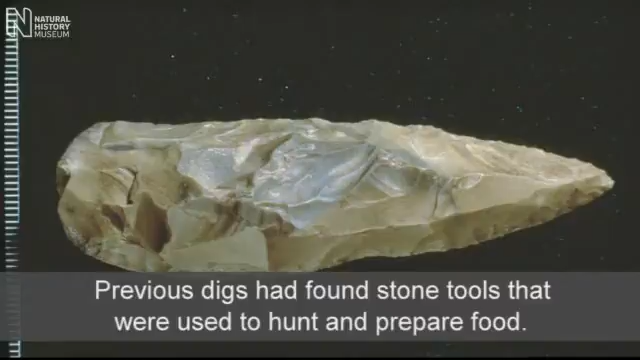 NATURAL
HISTORY
MUSEUM
Previous digs had found stone tools that
were used to hunt and prepare food.